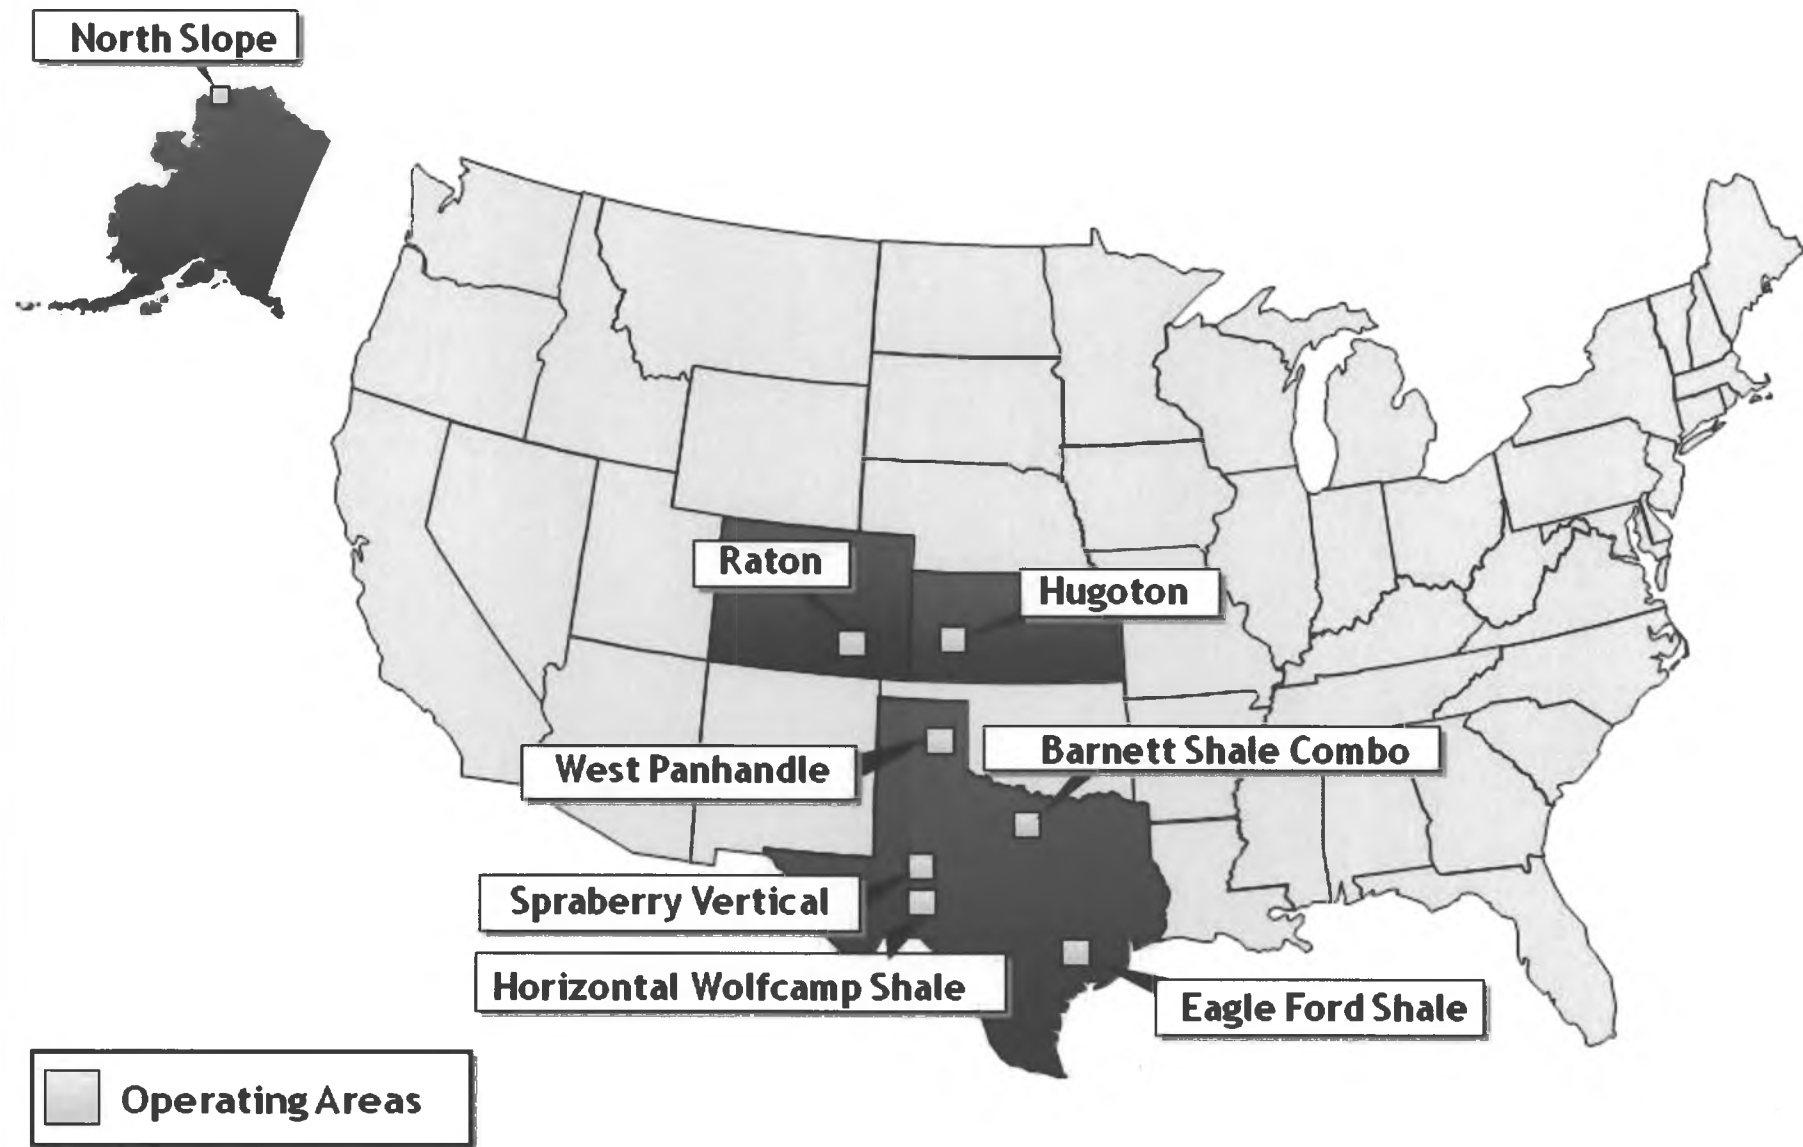 North Slope
Raton
Hugoton
Barnett Shale Combo
West Panhandle
Spraberry Vertical
Horizontal Wolfcamp Shale
Eagle Ford Shale
Operating Areas